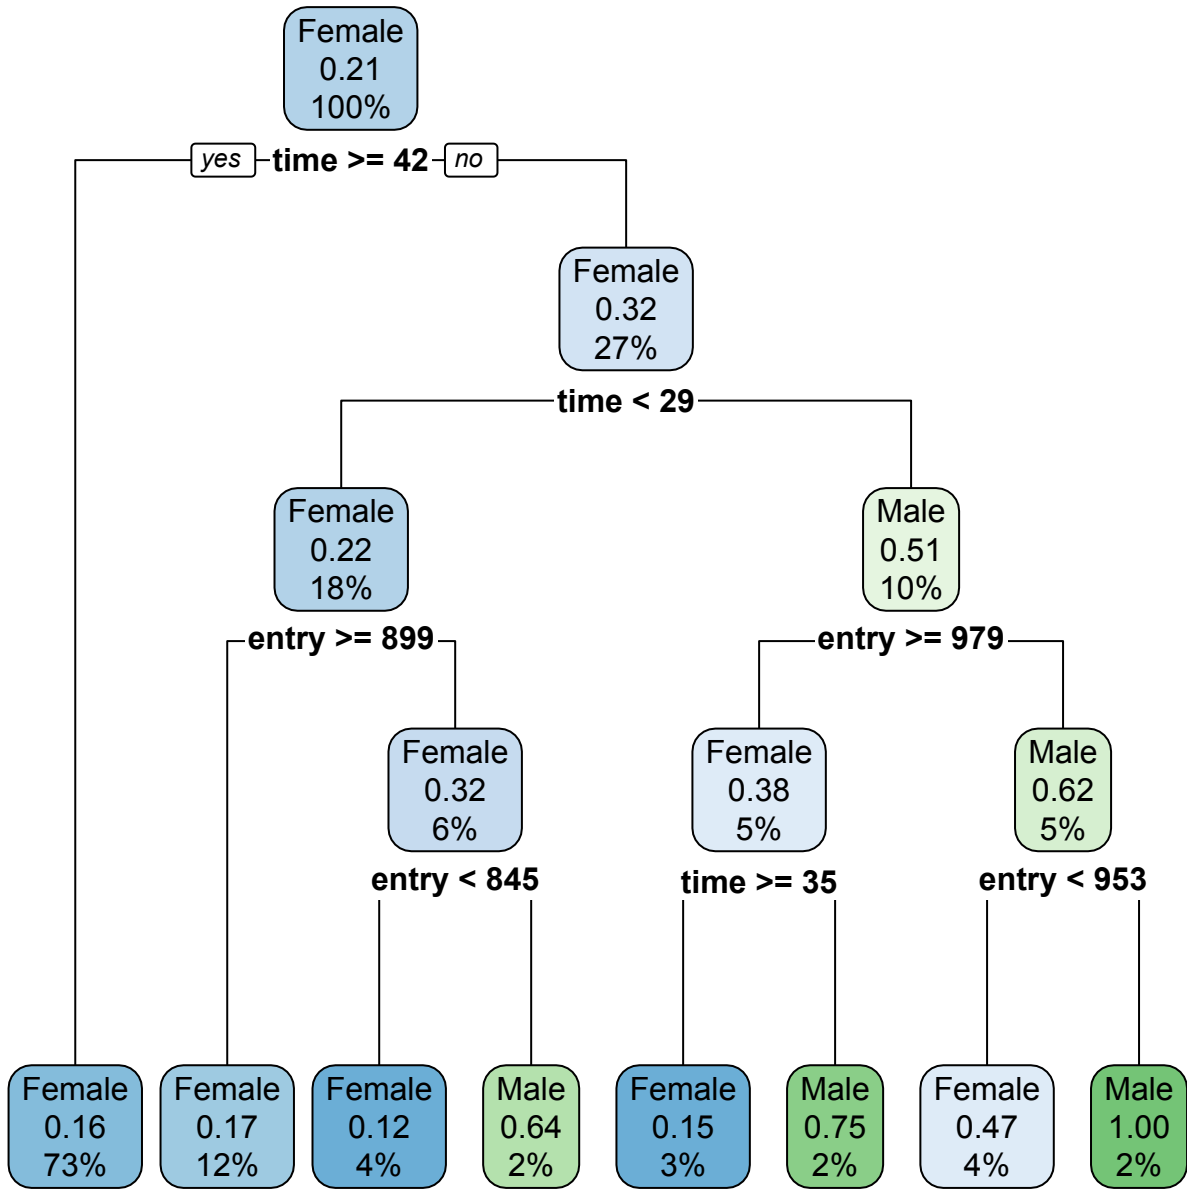 Female
0.21
100%
yes time >= 42 no
Female
0.32
27%
time < 29
Female
0.22
18%
Male
0.51
10%
entry >= 899
entry >= 979
Female
0.32
6%
Female
0.38
5%
Male
0.62
5%
entry < 845
time >= 35
entry < 953
Female
0.16
73%
Female
0.17
12%
Female
0.12
4%
Male
0.64
2%
Female
0.15
3%
Male
0.75
2%
Female
0.47
4%
Male
1.00
2%